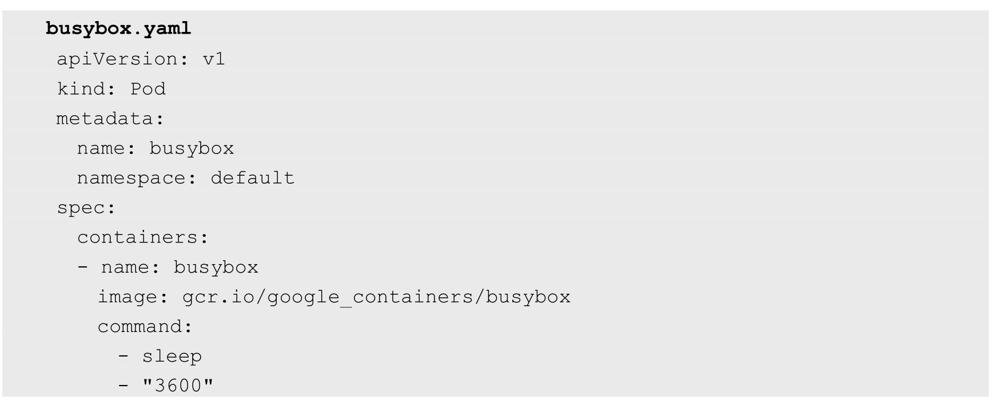 busybox.yaml
apiVersion: v1
kind: Pod
metadata:
  name: busybox
  namespace: default
spec:
  containers:
  - name: busybox
    image: gcr.io/google_containers/busybox
    command:
      - sleep
      - "3600"